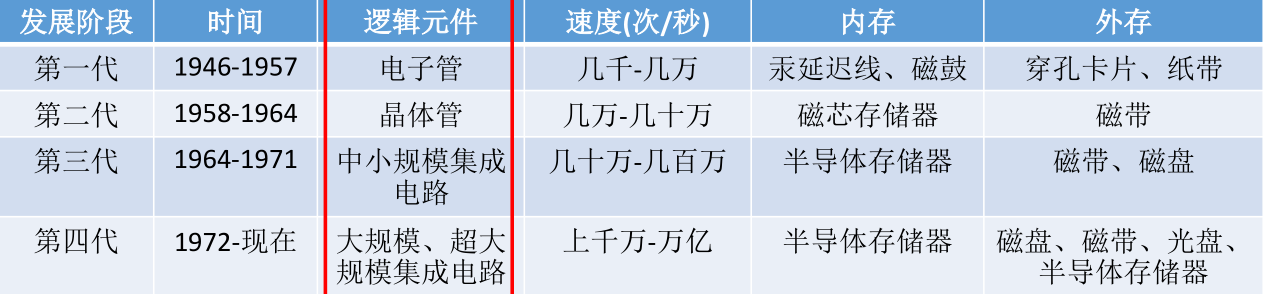 发展阶段 时间 逻辑元件 速度(次/秒) 内存 外存
第一代 1946-1957 电子管 几千-几万 汞延迟线、磁鼓 穿孔卡片、纸带
第二代 1958-1964 晶体管 几万-几十万 磁芯存储器 磁带
第三代 1964-1971 中小规模集成 几十万-几百万 半导体存储器 磁带、磁盘
电路
第四代 1972-现在 大规模、超大 上千万-万亿 半导体存储器 磁盘、磁带、光盘、
规模集成电路 半导体存储器